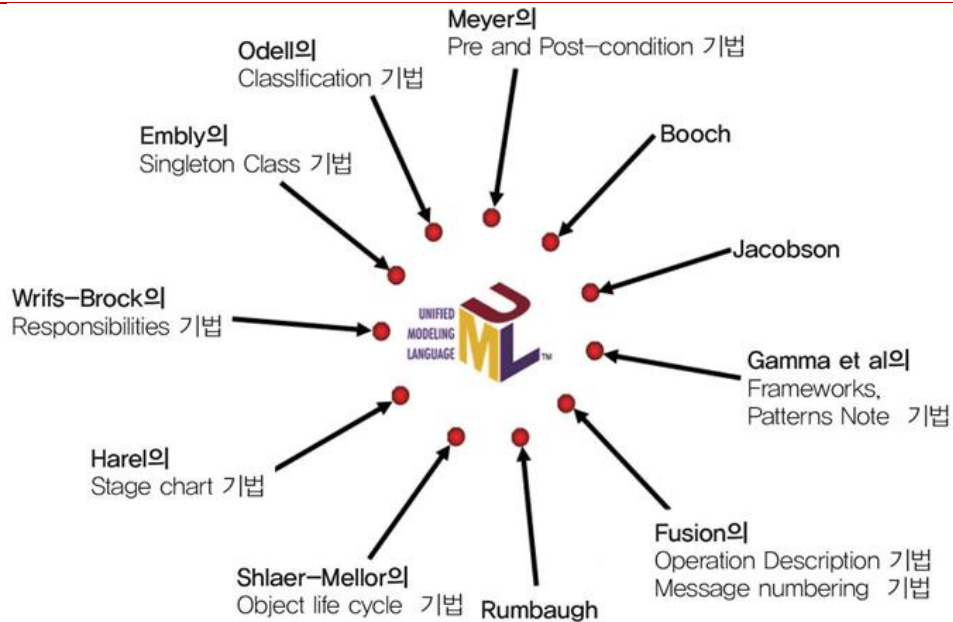 Meyer의
Pre and Post-condition 기법
Odell의
Classlfication 기법
Booch
Embly의
Singleton Class 기법
Jacobson
Wrifs-Brock의
Responsibilities 기법
UNIFIED
MODELING
LANGUAGE
UML™
Gamma et al의
Frameworks,
Patterns Note 기법
Harel의
Stage chart 기법
Fusion의
Operation Description 기법
Message numbering 기법
Shlaer-Mellor의
Object life cycle 기법
Rumbaugh